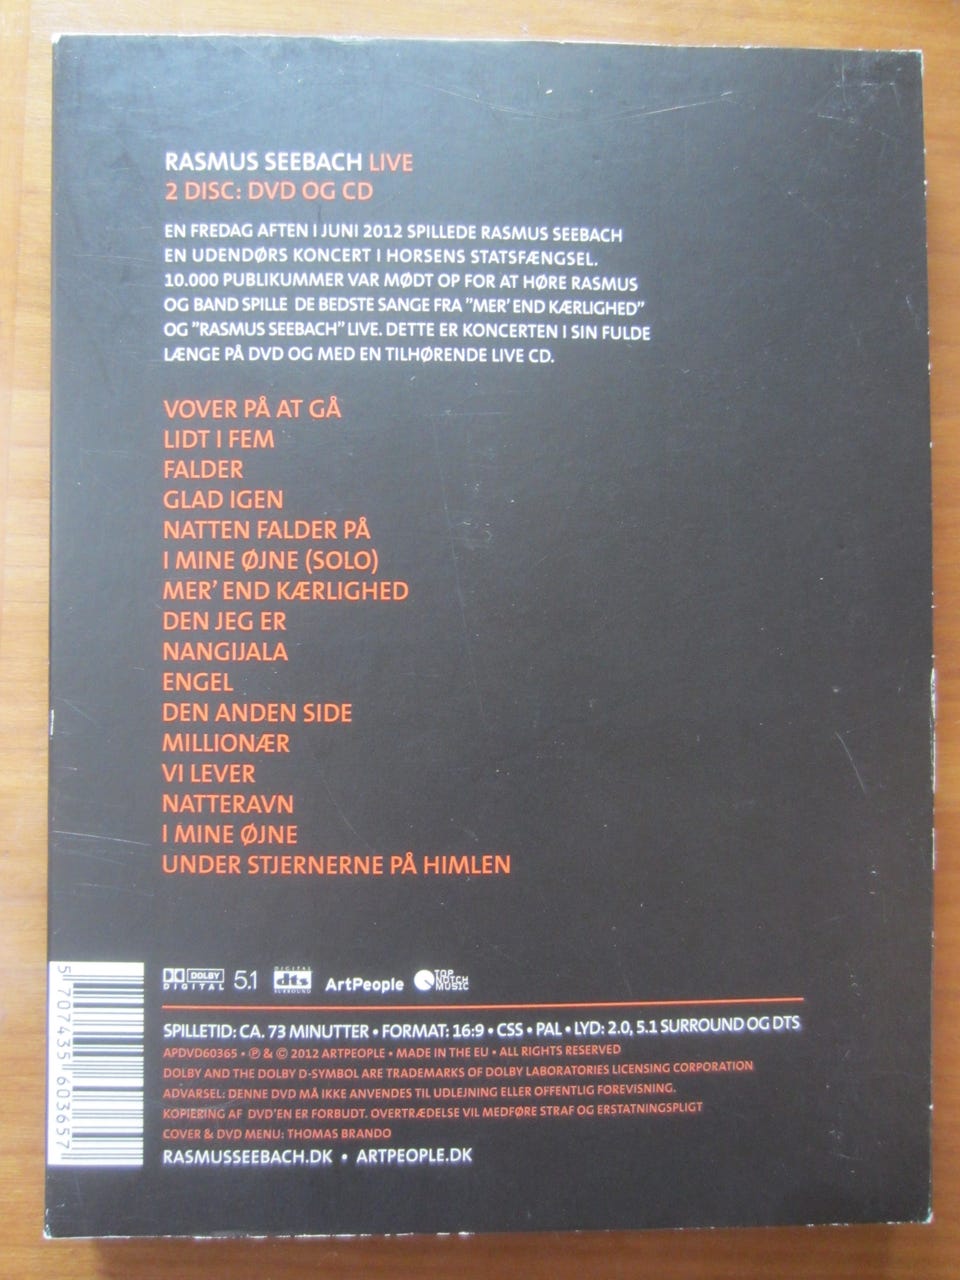 RASMUS SEEBACH LIVE
2 DISC: DVD OG CD
EN FREDAG AFTEN I JUNI 2012 SPILLEDE RASMUS SEEBACH
EN UDENDØRS KONCERT I HORSENS STATSFÆNGSEL.
10.000 PUBLIKUMMER VAR MØDT OP FOR AT HØRE RASMUS
OG BAND SPILLE DE BEDSTE SANGE FRA "MER' END KÆRLIGHED"
OG "RASMUS SEEBACH" LIVE. DETTE ER KONCERTEN I SIN FULDE
LÆNGE PÅ DVD OG MED EN TILHØRENDE LIVE CD.
VOVER PÅ AT GÅ
LIDT I FEM
FALDER
GLAD IGEN
NATTEN FALDER PÅ
I MINE ØJNE (SOLO)
MER' END KÆRLIGHED
DEN JEG ER
NANGIJALA
ENGEL
DEN ANDEN SIDE
MILLIONÆR
VI LEVER
NATTERAVN
I MINE ØJNE
UNDER STJERNERNE PÅ HIMLEN
DOLBY
DIGITAL
5.1
DIGITAL
dts
SURROUND
ArtPeople
TOP
NOTCH
MUSIC
SPILLETID: CA. 73 MINUTTER • FORMAT: 16:9 • CSS • PAL • LYD: 2.0, 5.1 SURROUND OG DTS
APDVD60365 • ℗ & © 2012 ARTPEOPLE • MADE IN THE EU • ALL RIGHTS RESERVED
DOLBY AND THE DOLBY D-SYMBOL ARE TRADEMARKS OF DOLBY LABORATORIES LICENSING CORPORATION
ADVARSEL: DENNE DVD MÅ IKKE ANVENDES TIL UDLEJNING ELLER OFFENTLIG FOREVISNING.
KOPIERING AF DVD'EN ER FORBUDT. OVERTRÆDELSE VIL MEDFØRE STRAF OG ERSTATNINGSPLIGT
COVER & DVD MENU: THOMAS BRANDO
RASMUSSEEBACH.DK • ARTPEOPLE.DK
5 707435 603657